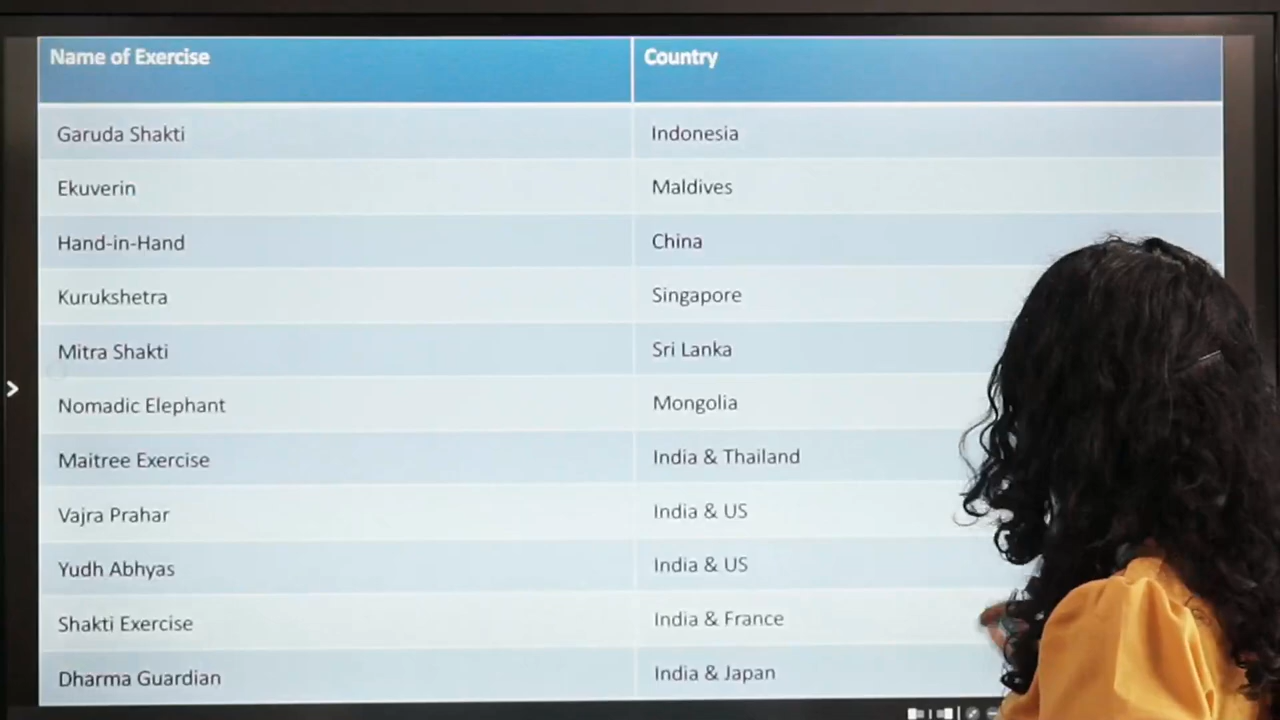 Name of Exercise Country
Garuda Shakti Indonesia
Ekuverin Maldives
Hand-in-Hand China
Kurukshetra Singapore
Mitra Shakti Sri Lanka
Nomadic Elephant Mongolia
Maitree Exercise India & Thailand
Vajra Prahar India & US
Yudh Abhyas India & US
Shakti Exercise India & France
Dharma Guardian India & Japan